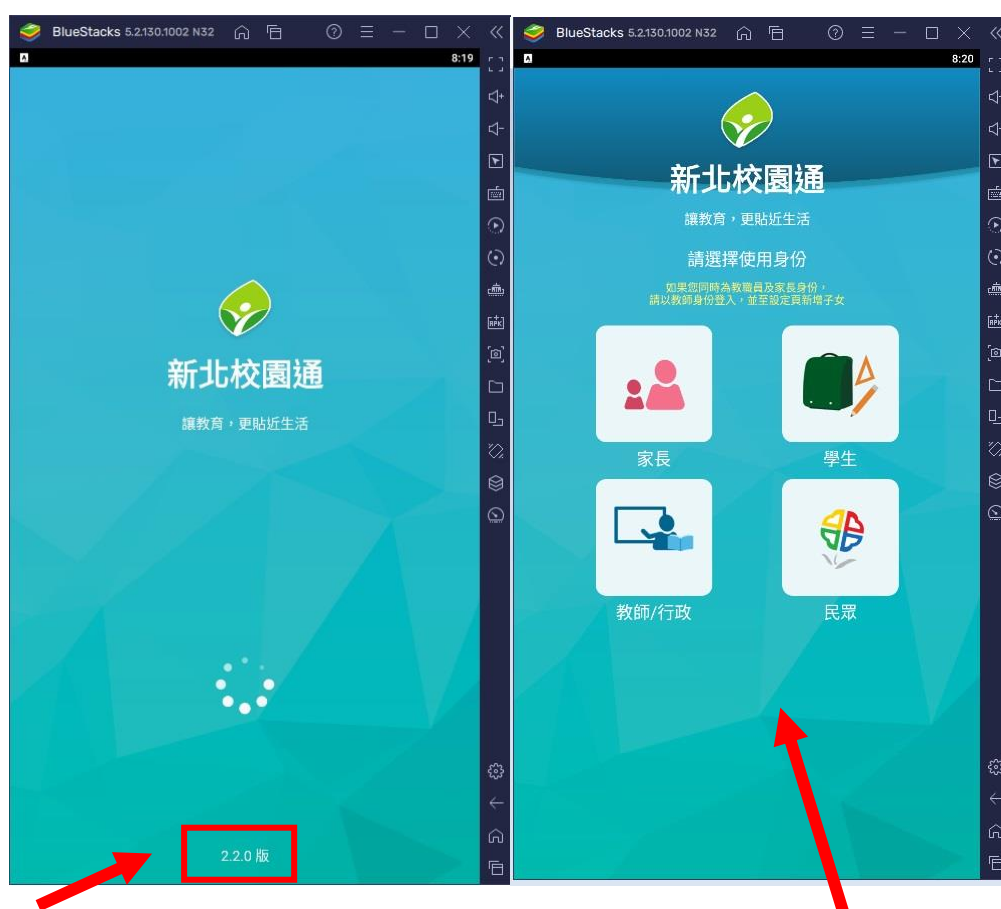 BlueStacks 5.2.130.1002 N32
8:19
新北校園通
讓教育，更貼近生活
2.2.0 版
BlueStacks 5.2.130.1002 N32
8:20
新北校園通
讓教育，更貼近生活
請選擇使用身份
如果您同時為教職員及家長身份，
請以教師身份登入，並至設定頁新增子女
家長
學生
教師/行政
民眾